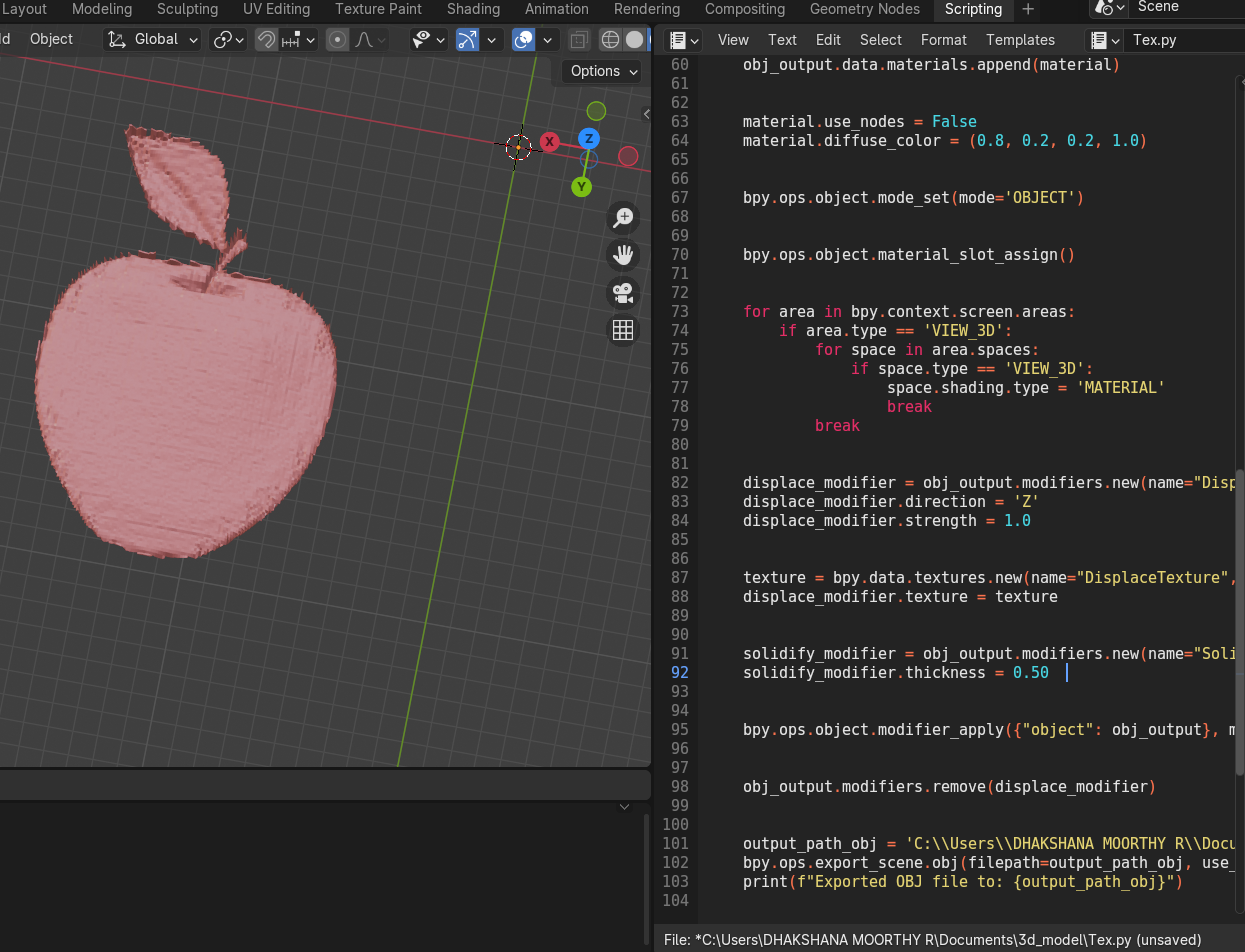 Layout Modeling Sculpting UV Editing Texture Paint Shading Animation Rendering Compositing Geometry Nodes Scripting + Scene
Object Global View Text Edit Select Format Templates Tex.py
Options
X
Z
Y
60 obj_output.data.materials.append(material)
61
62
63 material.use_nodes = False
64 material.diffuse_color = (0.8, 0.2, 0.2, 1.0)
65
66
67 bpy.ops.object.mode_set(mode='OBJECT')
68
69
70 bpy.ops.object.material_slot_assign()
71
72
73 for area in bpy.context.screen.areas:
74 if area.type == 'VIEW_3D':
75 for space in area.spaces:
76 if space.type == 'VIEW_3D':
77 space.shading.type = 'MATERIAL'
78 break
79 break
80
81
82 displace_modifier = obj_output.modifiers.new(name="Disp
83 displace_modifier.direction = 'Z'
84 displace_modifier.strength = 1.0
85
86
87 texture = bpy.data.textures.new(name="DisplaceTexture",
88 displace_modifier.texture = texture
89
90
91 solidify_modifier = obj_output.modifiers.new(name="Soli
92 solidify_modifier.thickness = 0.50
93
94
95 bpy.ops.object.modifier_apply({"object": obj_output}, m
96
97
98 obj_output.modifiers.remove(displace_modifier)
99
100
101 output_path_obj = 'C:\\Users\\DHAKSHANA MOORTHY R\\Docu
102 bpy.ops.export_scene.obj(filepath=output_path_obj, use_
103 print(f"Exported OBJ file to: {output_path_obj}")
104
File: *C:\Users\DHAKSHANA MOORTHY R\Documents\3d_model\Tex.py (unsaved)